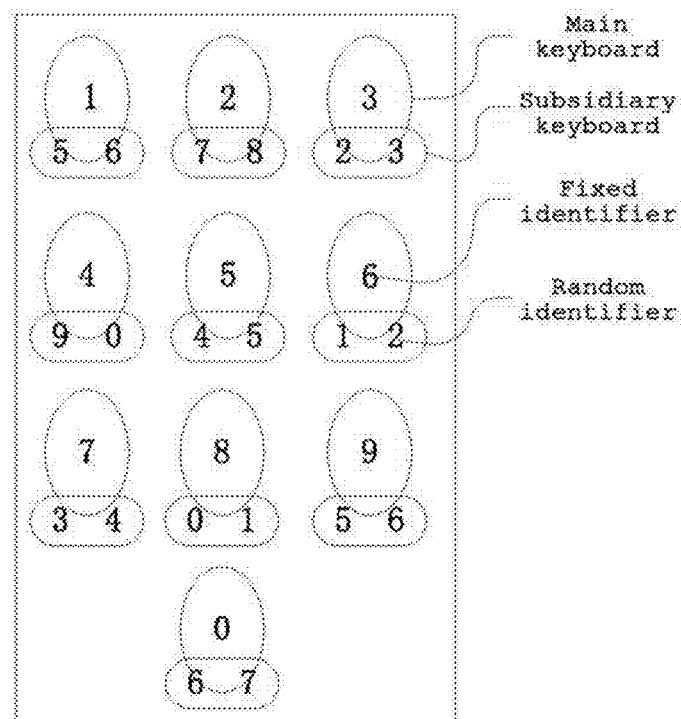 1 2 3
5 6 7 8 2 3
4 5 6
9 0 4 5 1 2
7 8 9
3 4 0 1 5 6
0
6 7
Main
keyboard
Subsidiary
keyboard
Fixed
identifier
Random
identifier